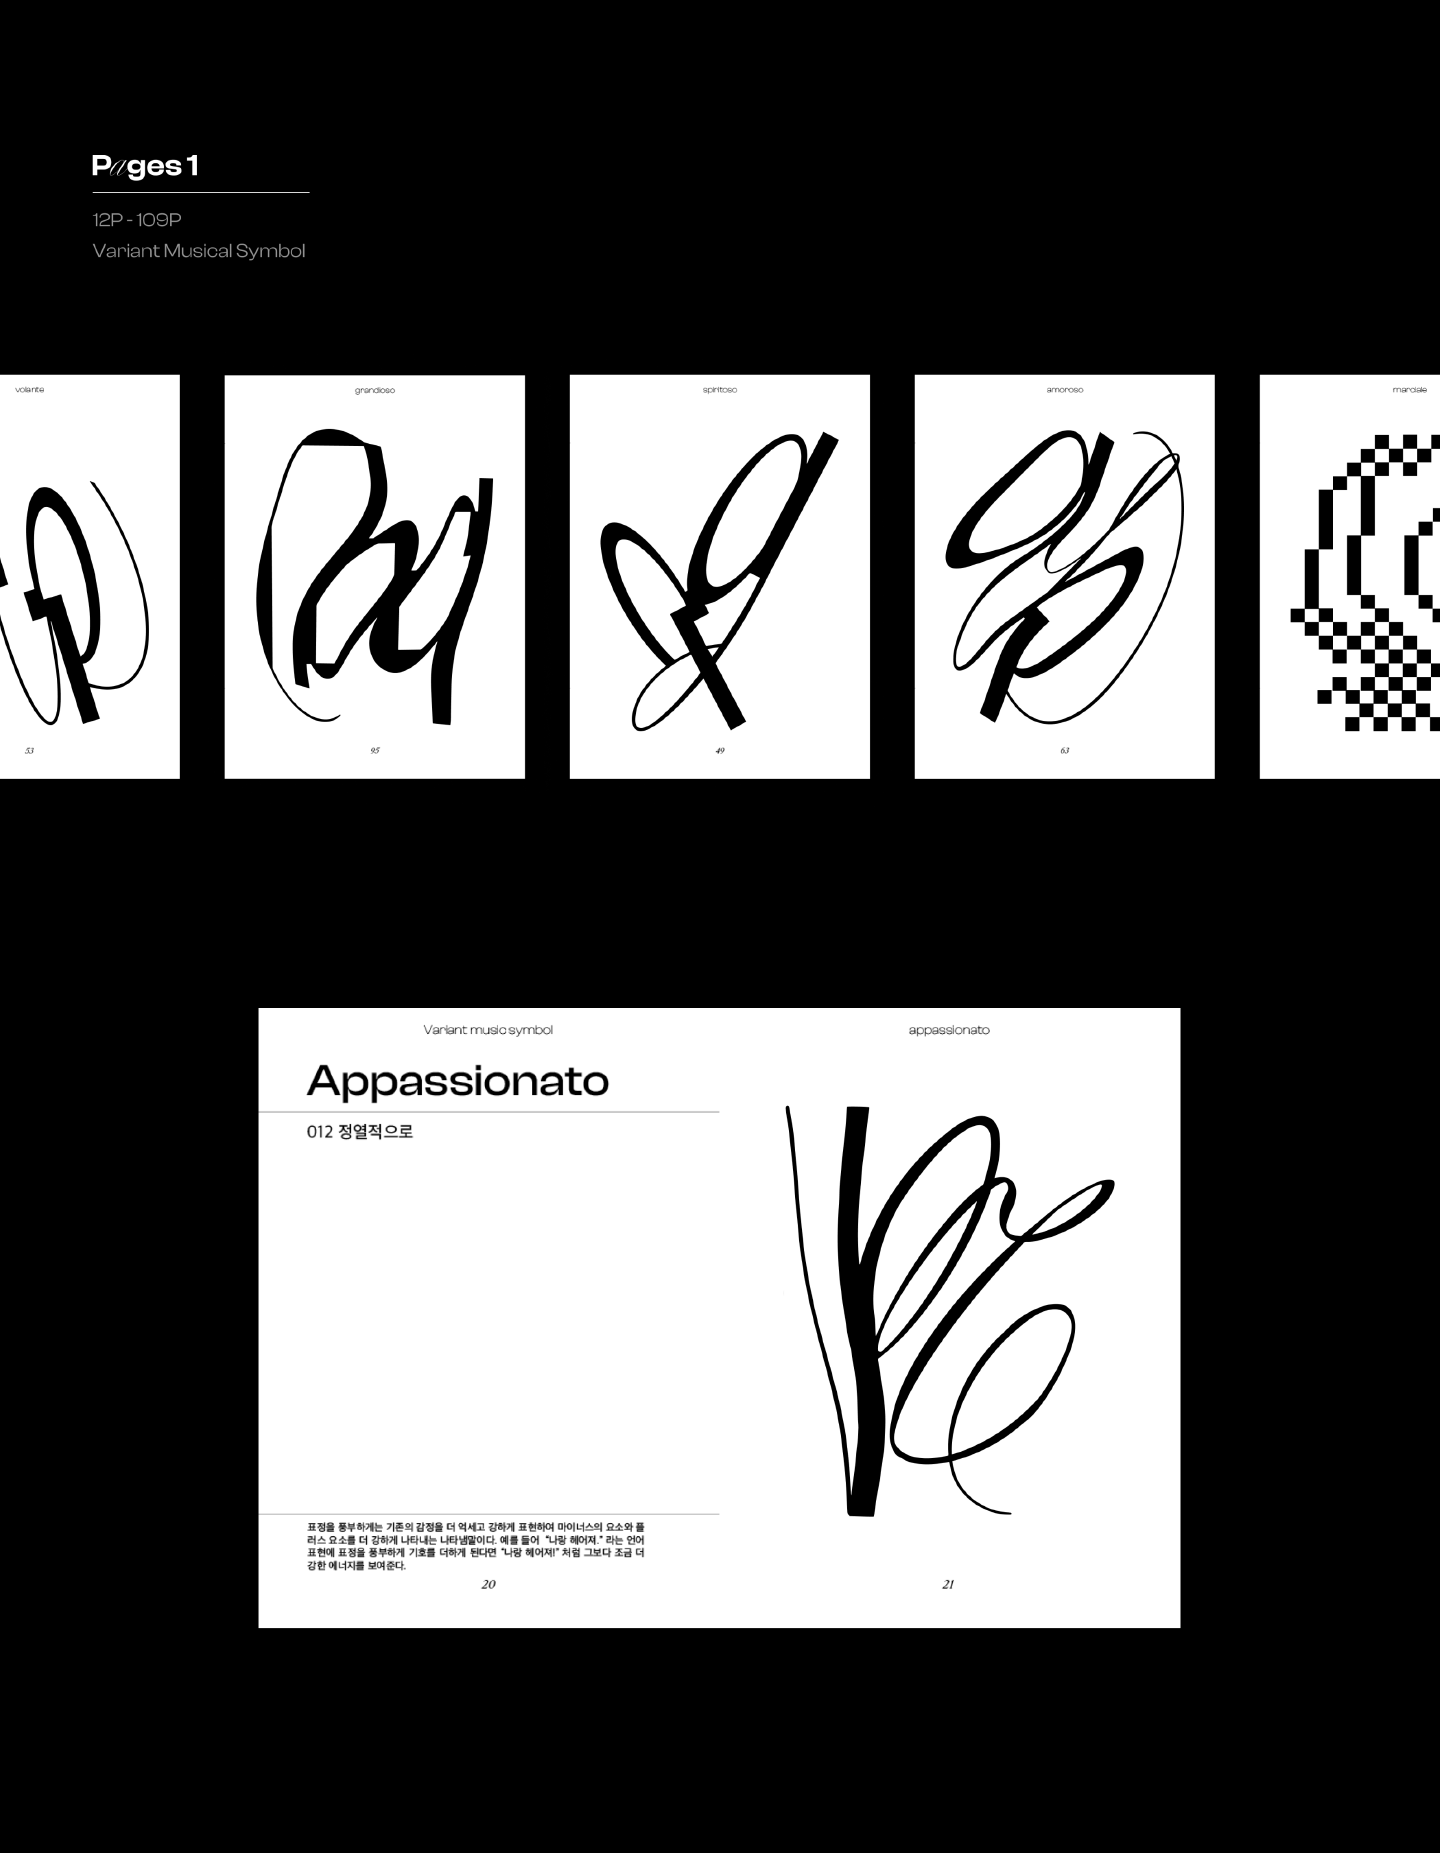 Pages 1
12P - 109P
Variant Musical Symbol
volante
grandioso
spiritoso
amoroso
marciale
53
95
49
63
Variant music symbol
appassionato
Appassionato
012 정열적으로
표정을 풍부하게는 기존의 감정을 더 억세고 강하게 표현하여 마이너스의 요소와 플
러스 요소를 더 강하게 나타내는 나타냄말이다. 예를 들어 “나랑 헤어져.” 라는 언어
표현에 표정을 풍부하게 기호를 더하게 된다면 “나랑 헤어져!” 처럼 그보다 조금 더
강한 에너지를 보여준다.
20
21